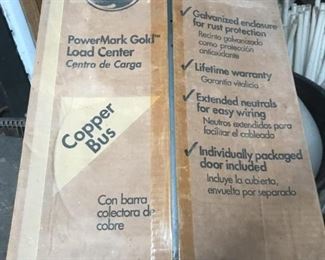 PowerMark Gold™
Load Center
Centro de Carga
Copper
Bus
Con barra
colectora de
cobre
✓ Galvanized enclosure
for rust protection
Recinto galvanizado
como protección
antioxidante
✓ Lifetime warranty
Garantía vitalicia
✓ Extended neutrals
for easy wiring
Neutros extendidos para
facilitar el cableado
✓ Individually packaged
door included
Incluye la cubierta,
envuelta por separado